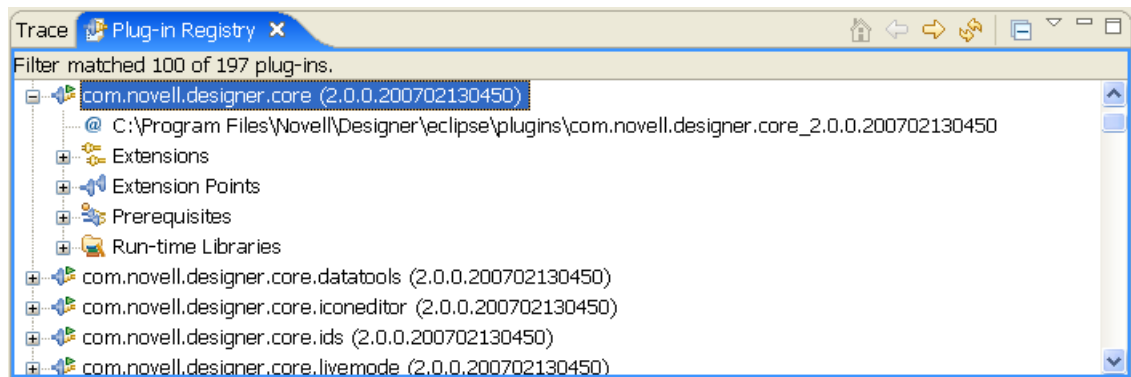 Trace Plug-in Registry
Filter matched 100 of 197 plug-ins.
com.novell.designer.core (2.0.0.200702130450)
@ C:\Program Files\Novell\Designer\eclipse\plugins\com.novell.designer.core_2.0.0.200702130450
Extensions
Extension Points
Prerequisites
Run-time Libraries
com.novell.designer.core.datatools (2.0.0.200702130450)
com.novell.designer.core.iconeditor (2.0.0.200702130450)
com.novell.designer.core.ids (2.0.0.200702130450)
com.novell.designer.core.livemode (2.0.0.200702130450)